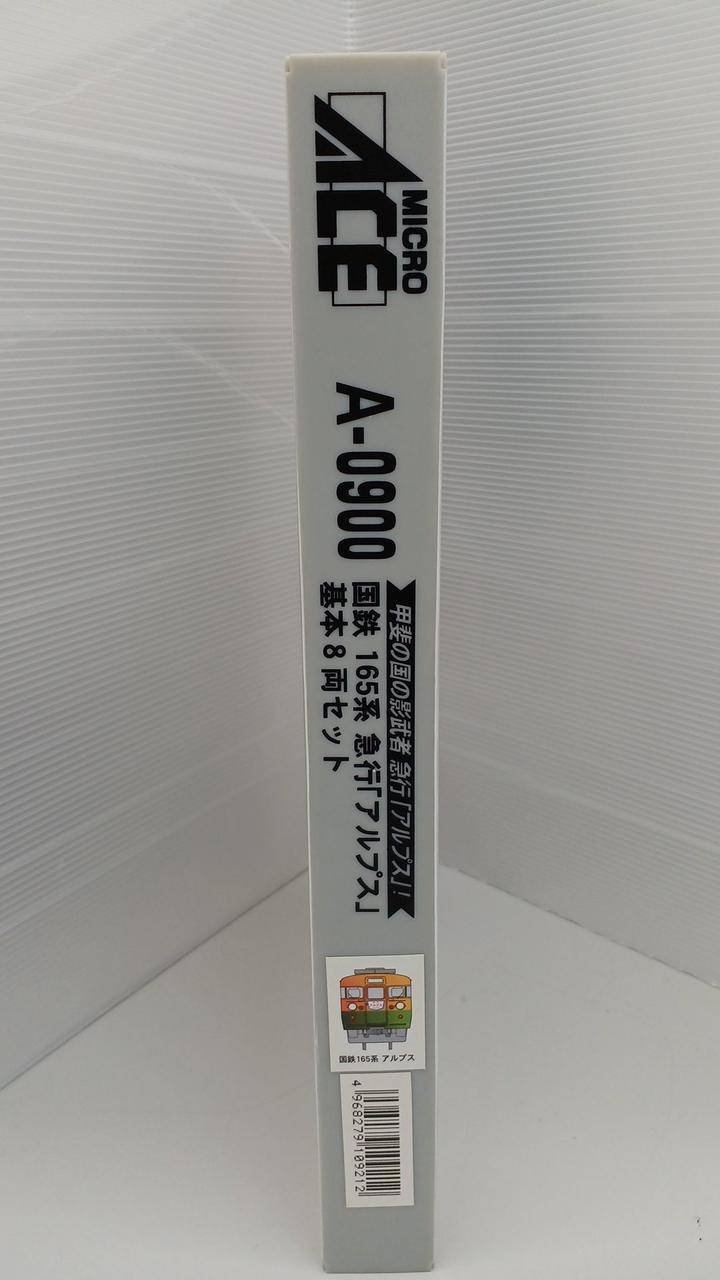 MICRO
ACE
A-0900
甲斐の国の影武者 急行「アルプス」!
国鉄 165系 急行「アルプス」
基本8両セット
国鉄165系 アルプス
4 968279 109212